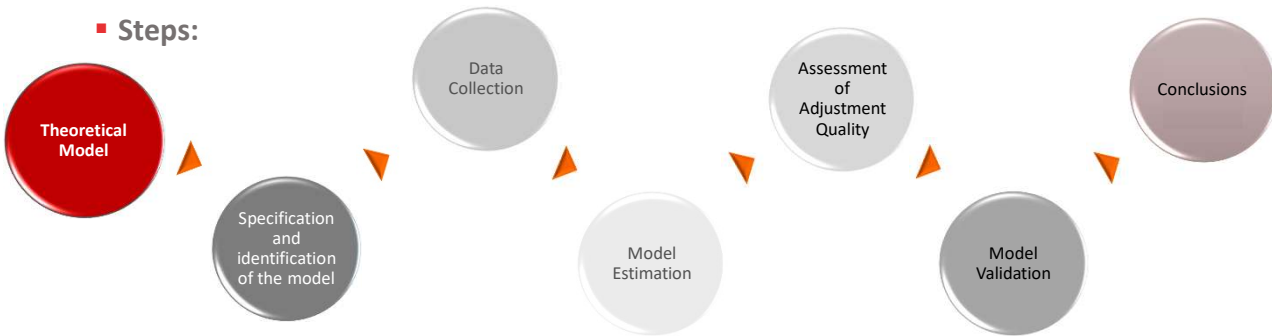 Steps:
Theoretical
Model
Specification
and
identification
of the model
Data
Collection
Model
Estimation
Assessment
of
Adjustment
Quality
Model
Validation
Conclusions